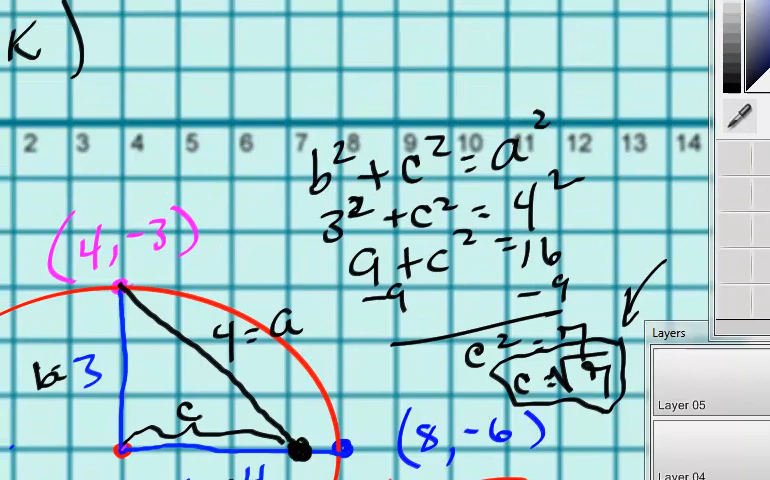 K)
2 3 4 5 6 7 8 9 10 11 12 13 14
b² + c² = a²
3² + c² = 4²
9 + c² = 16
-9 -9
c² = 7
c = √7
(4, -3)
4 = a
b = 3
c
(8, -6)
4
Layers
Layer 05
Layer 04